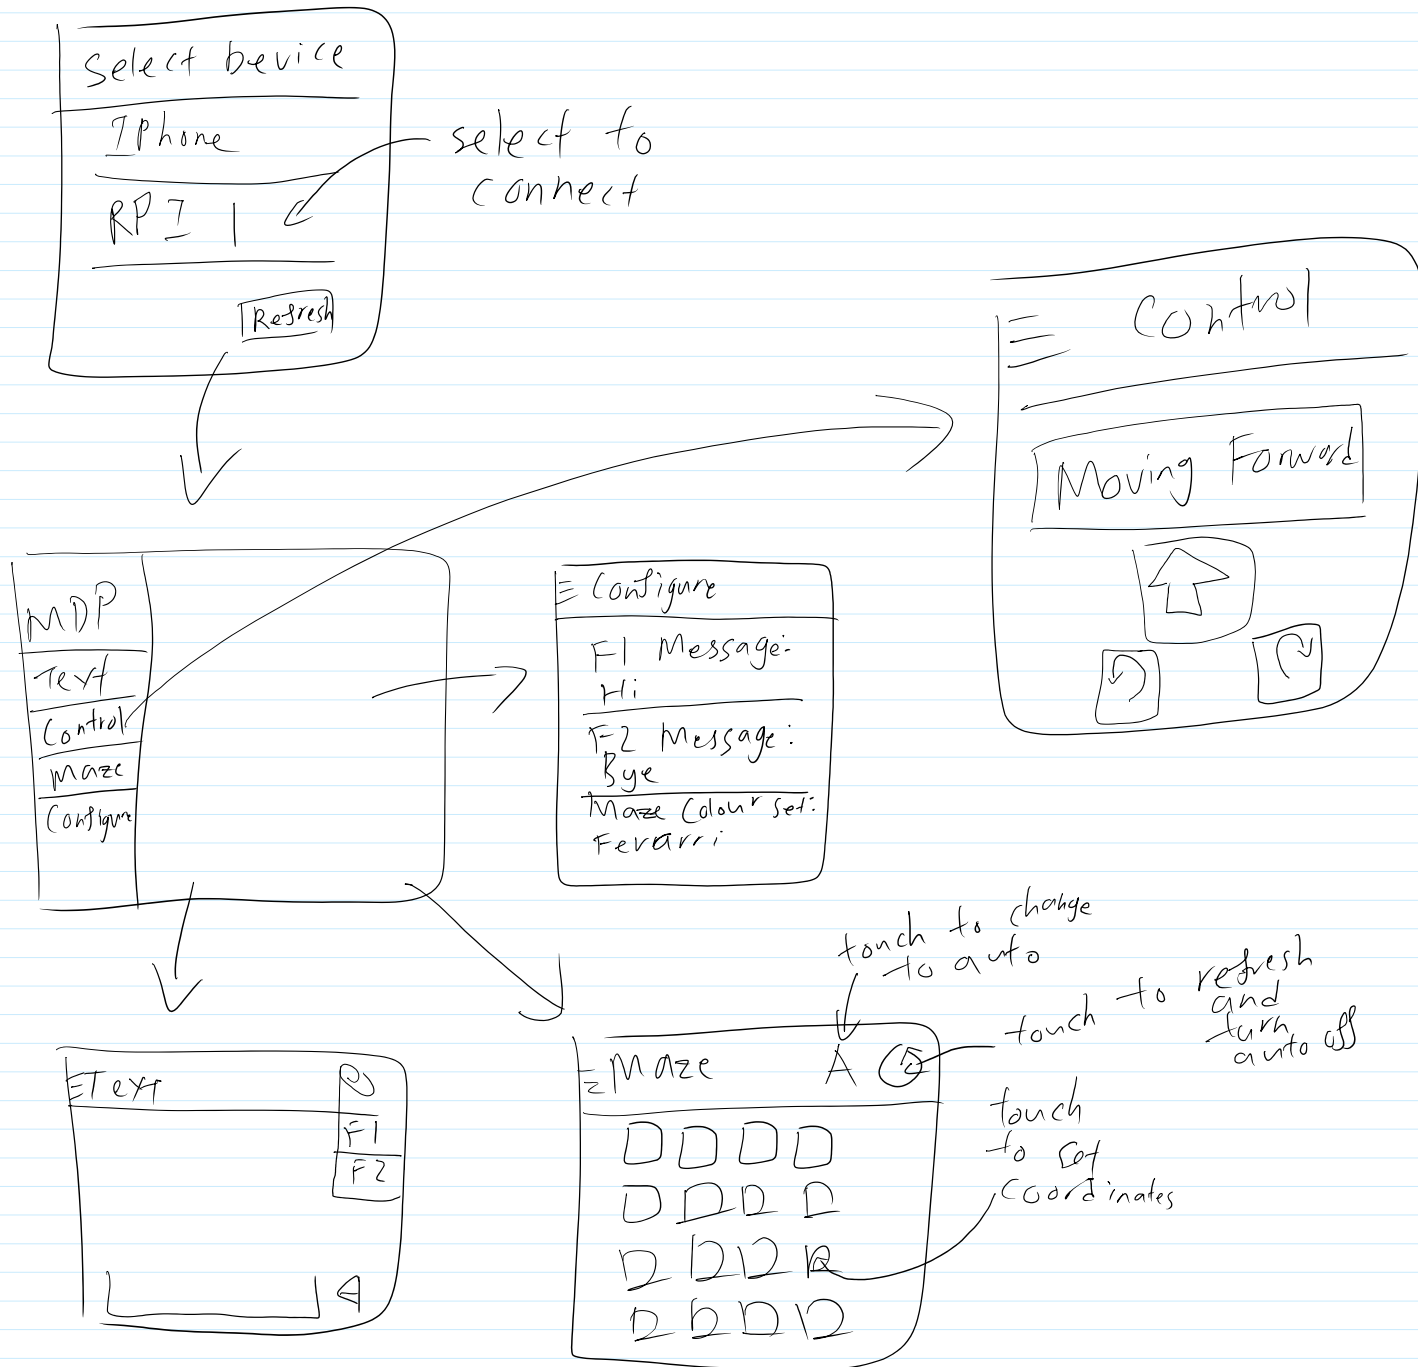 Select Device
IPhone
RPI 1
Refresh
select to
connect
Control
Moving Forward
MDP
Text
Control
Maze
Configure
Configure
F1 Message:
Hi
F2 Message:
Bye
Maze Colour Set:
Ferarri
Text
F1
F2
touch to change
to auto
touch to refresh
and
turn
auto off
Maze A
touch
to set
coordinates